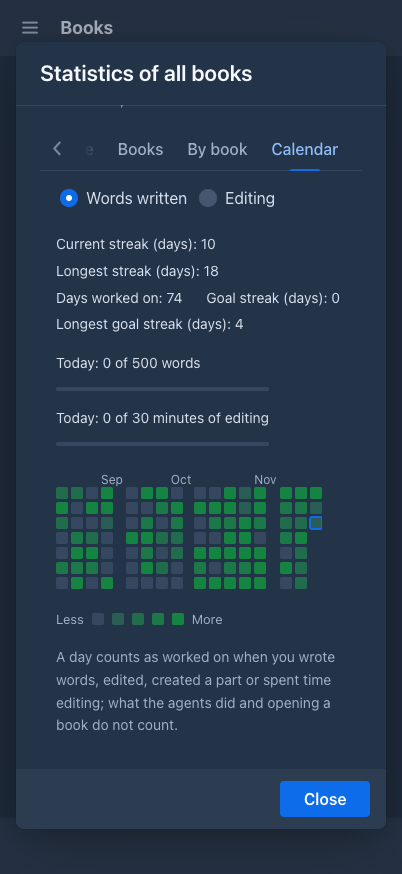 Books
Statistics of all books
Books By book Calendar
Words written Editing
Current streak (days): 10
Longest streak (days): 18
Days worked on: 74 Goal streak (days): 0
Longest goal streak (days): 4
Today: 0 of 500 words
Today: 0 of 30 minutes of editing
Sep Oct Nov
Less More
A day counts as worked on when you wrote
words, edited, created a part or spent time
editing; what the agents did and opening a
book do not count.
Close